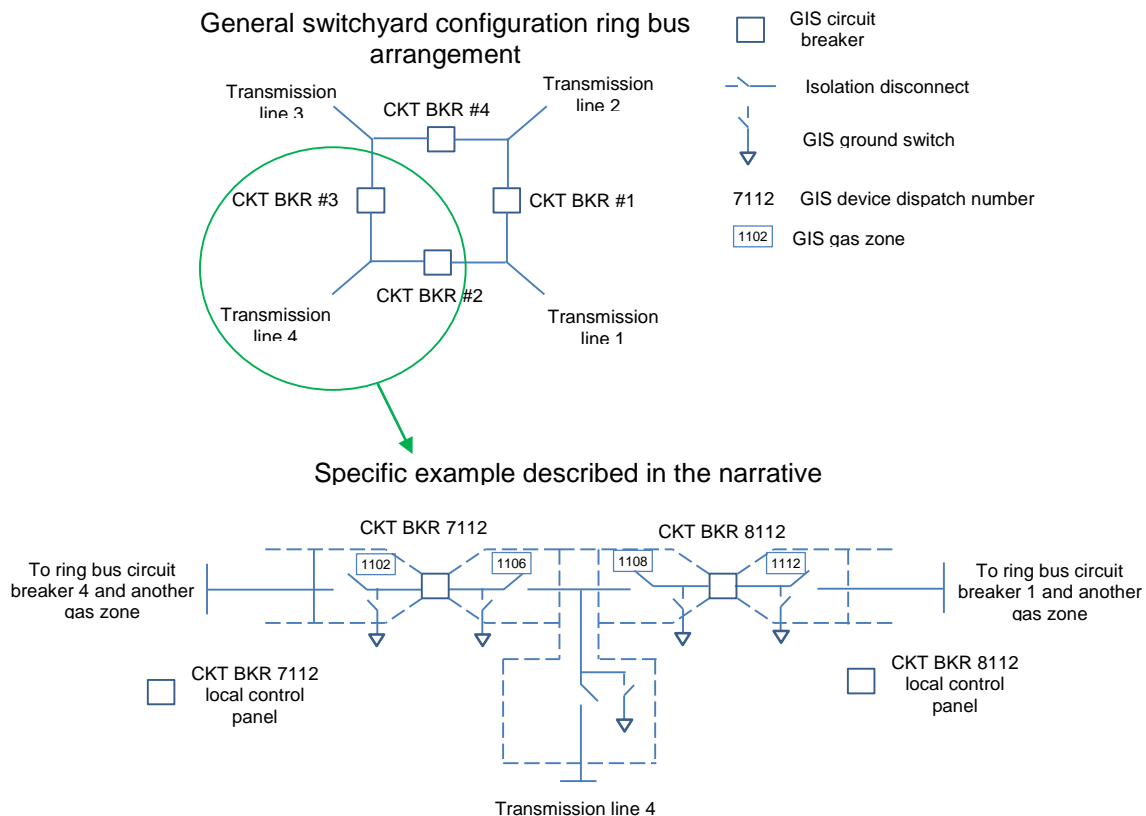 General switchyard configuration ring bus
arrangement
GIS circuit
breaker
Isolation disconnect
GIS ground switch
7112 GIS device dispatch number
1102 GIS gas zone
Transmission
line 3
CKT BKR #4
Transmission
line 2
CKT BKR #3
CKT BKR #1
CKT BKR #2
Transmission
line 4
Transmission
line 1
Specific example described in the narrative
CKT BKR 7112
CKT BKR 8112
1102
1106
1108
1112
To ring bus circuit
breaker 4 and another
gas zone
To ring bus circuit
breaker 1 and another
gas zone
CKT BKR 7112
local control
panel
CKT BKR 8112
local control
panel
Transmission line 4